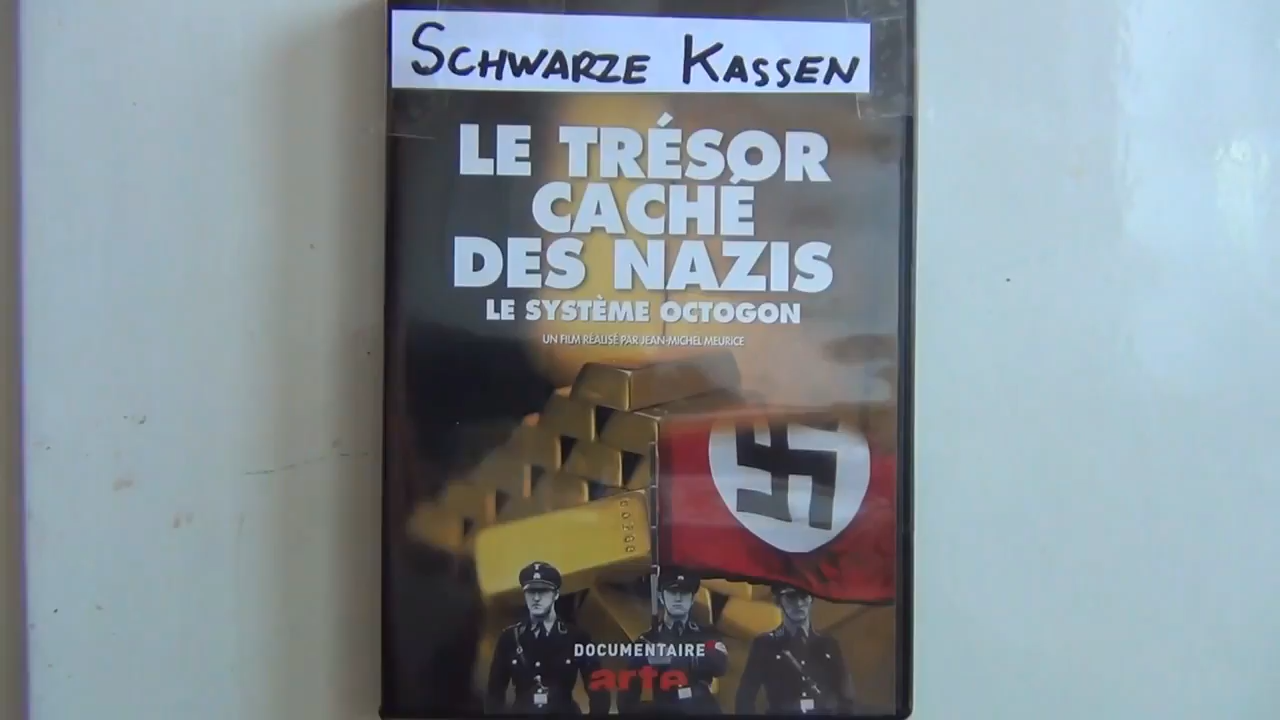 SCHWARZE KASSEN
LE TRÉSOR
CACHÉ
DES NAZIS
LE SYSTÈME OCTOGON
UN FILM RÉALISÉ PAR JEAN-MICHEL MEURICE
DOCUMENTAIRE
arte